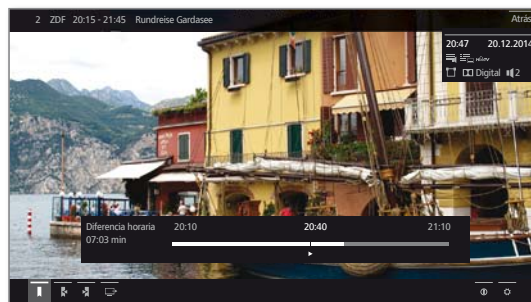 2 ZDF 20:15 - 21:45 Rundreise Gardasee Atrás
20:47 20.12.2014
Digital 2
Diferencia horaria 20:10 20:40 21:10
07:03 min